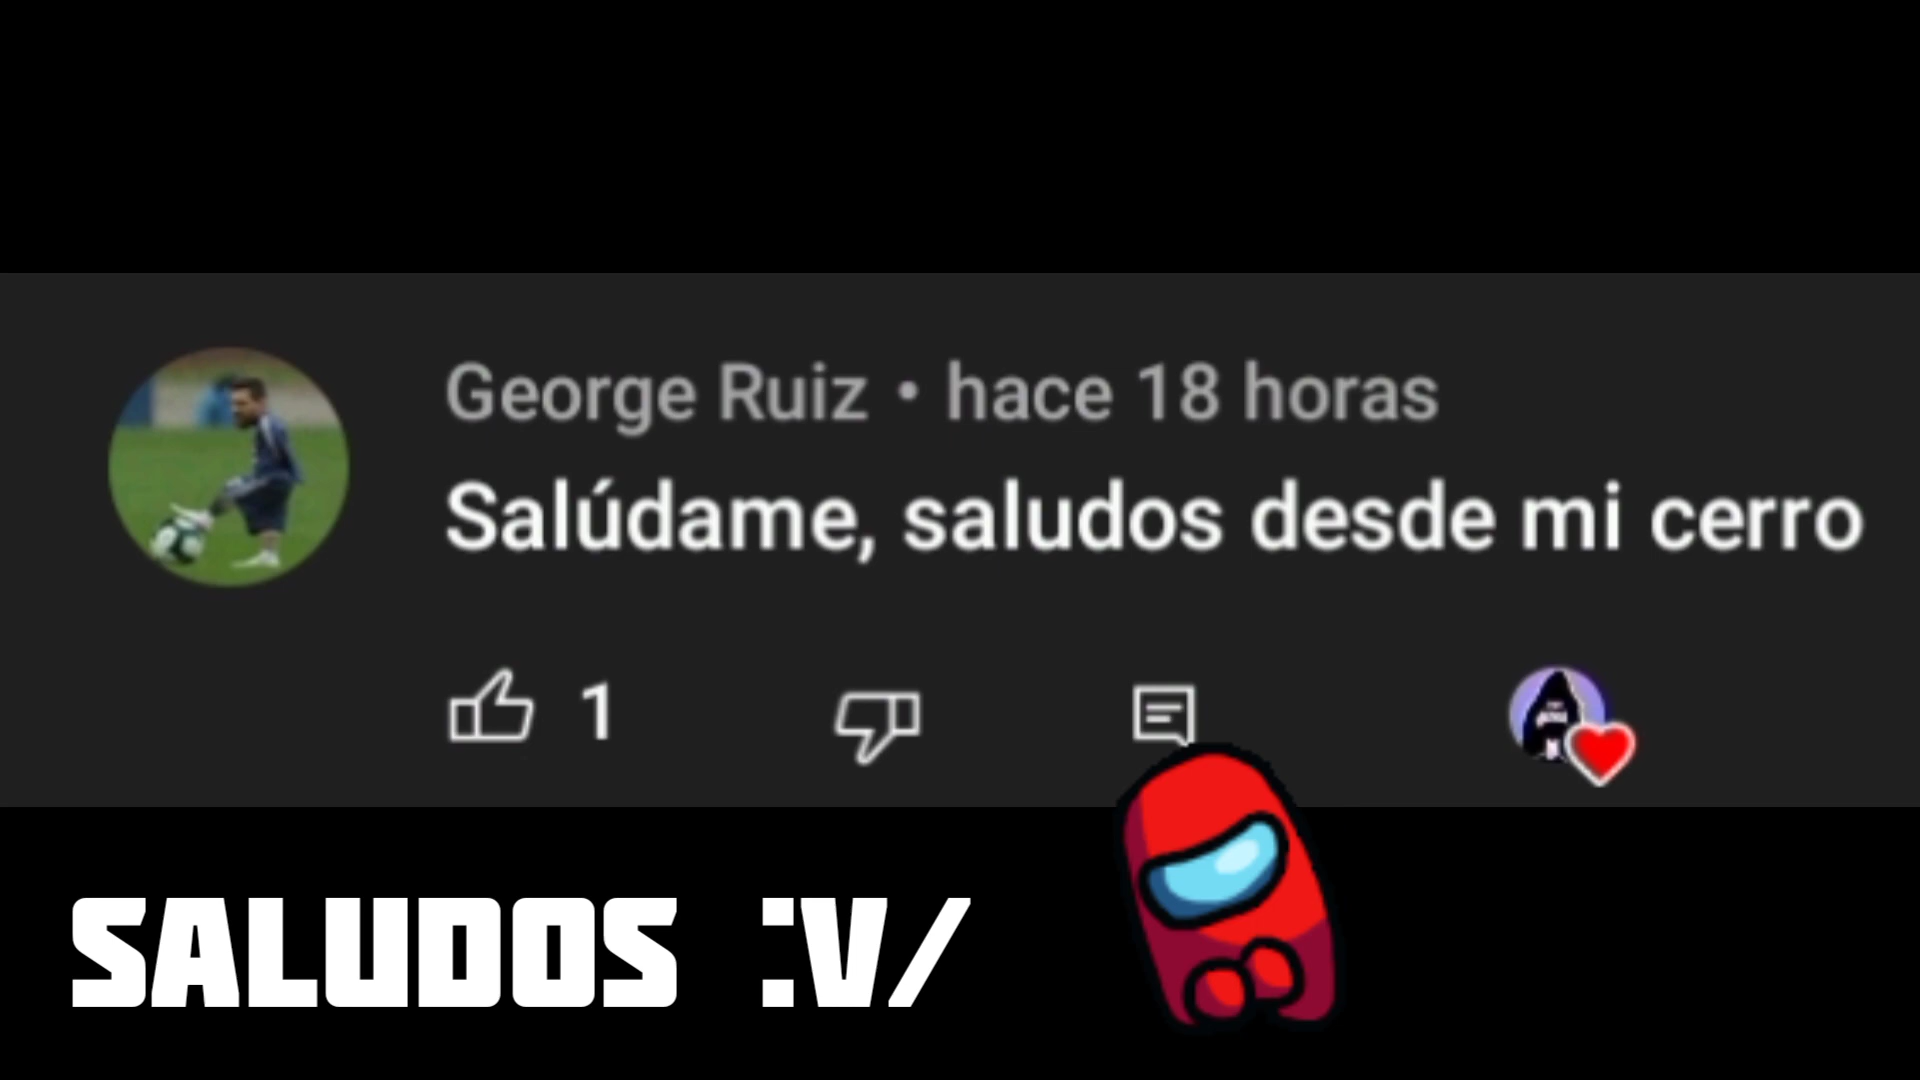 George Ruiz • hace 18 horas
Salúdame, saludos desde mi cerro
1
SALUDOS :V/